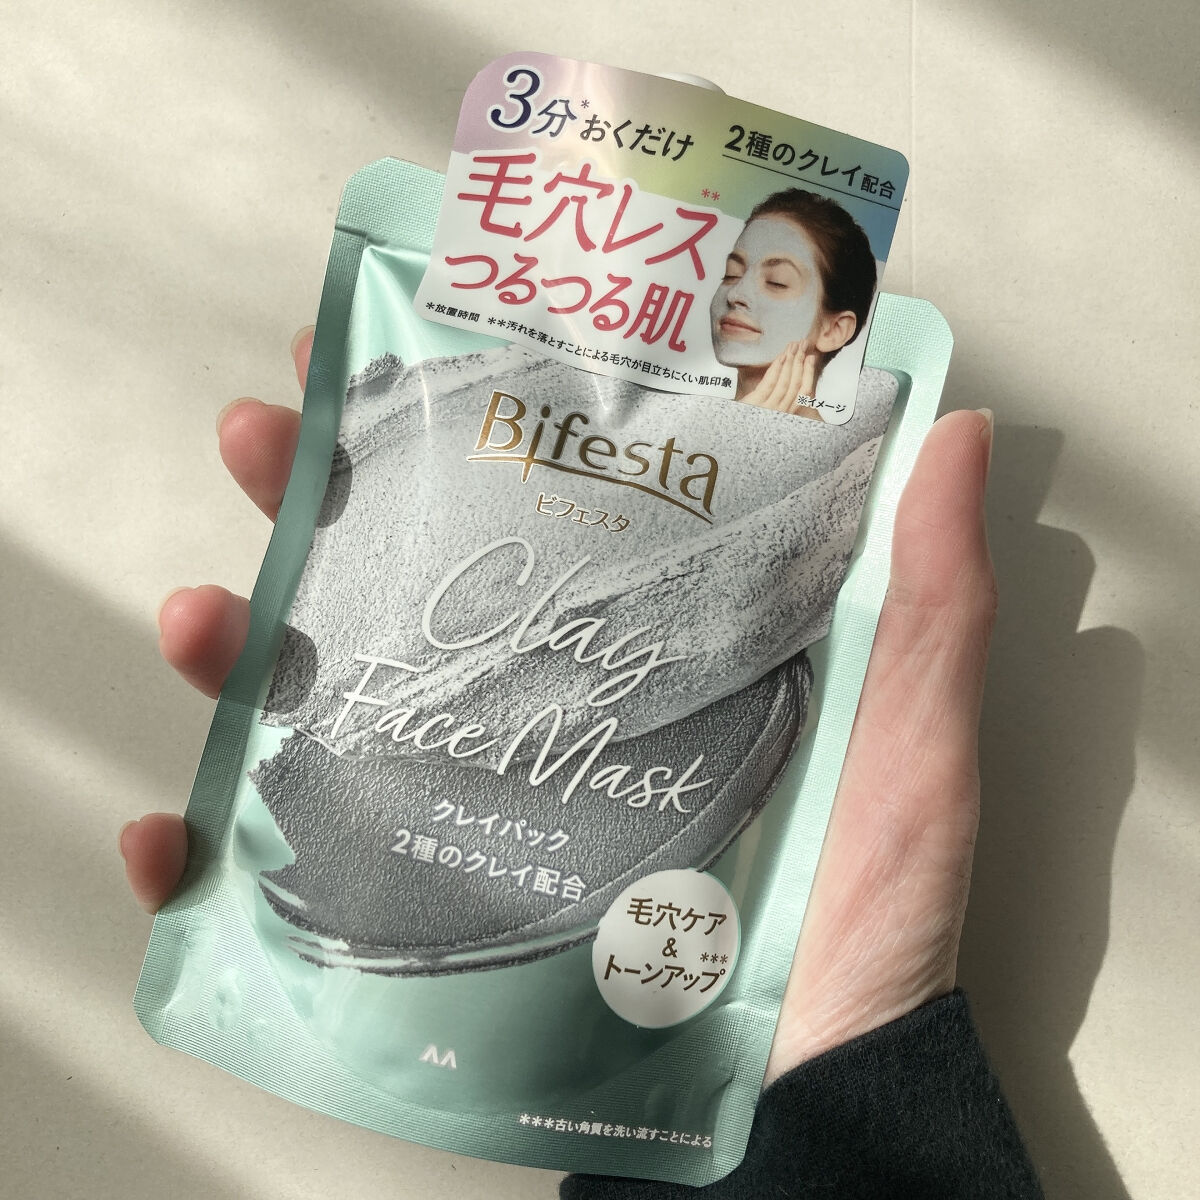 3分*おくだけ
2種のクレイ配合
毛穴レス**
つるつる肌
*放置時間 **汚れを落とすことによる毛穴が目立ちにくい肌印象
※イメージ
Bifesta
ビフェスタ
Clay
Face Mask
クレイパック
2種のクレイ配合
毛穴ケア
&
トーンアップ***
***古い角質を洗い流すことによる